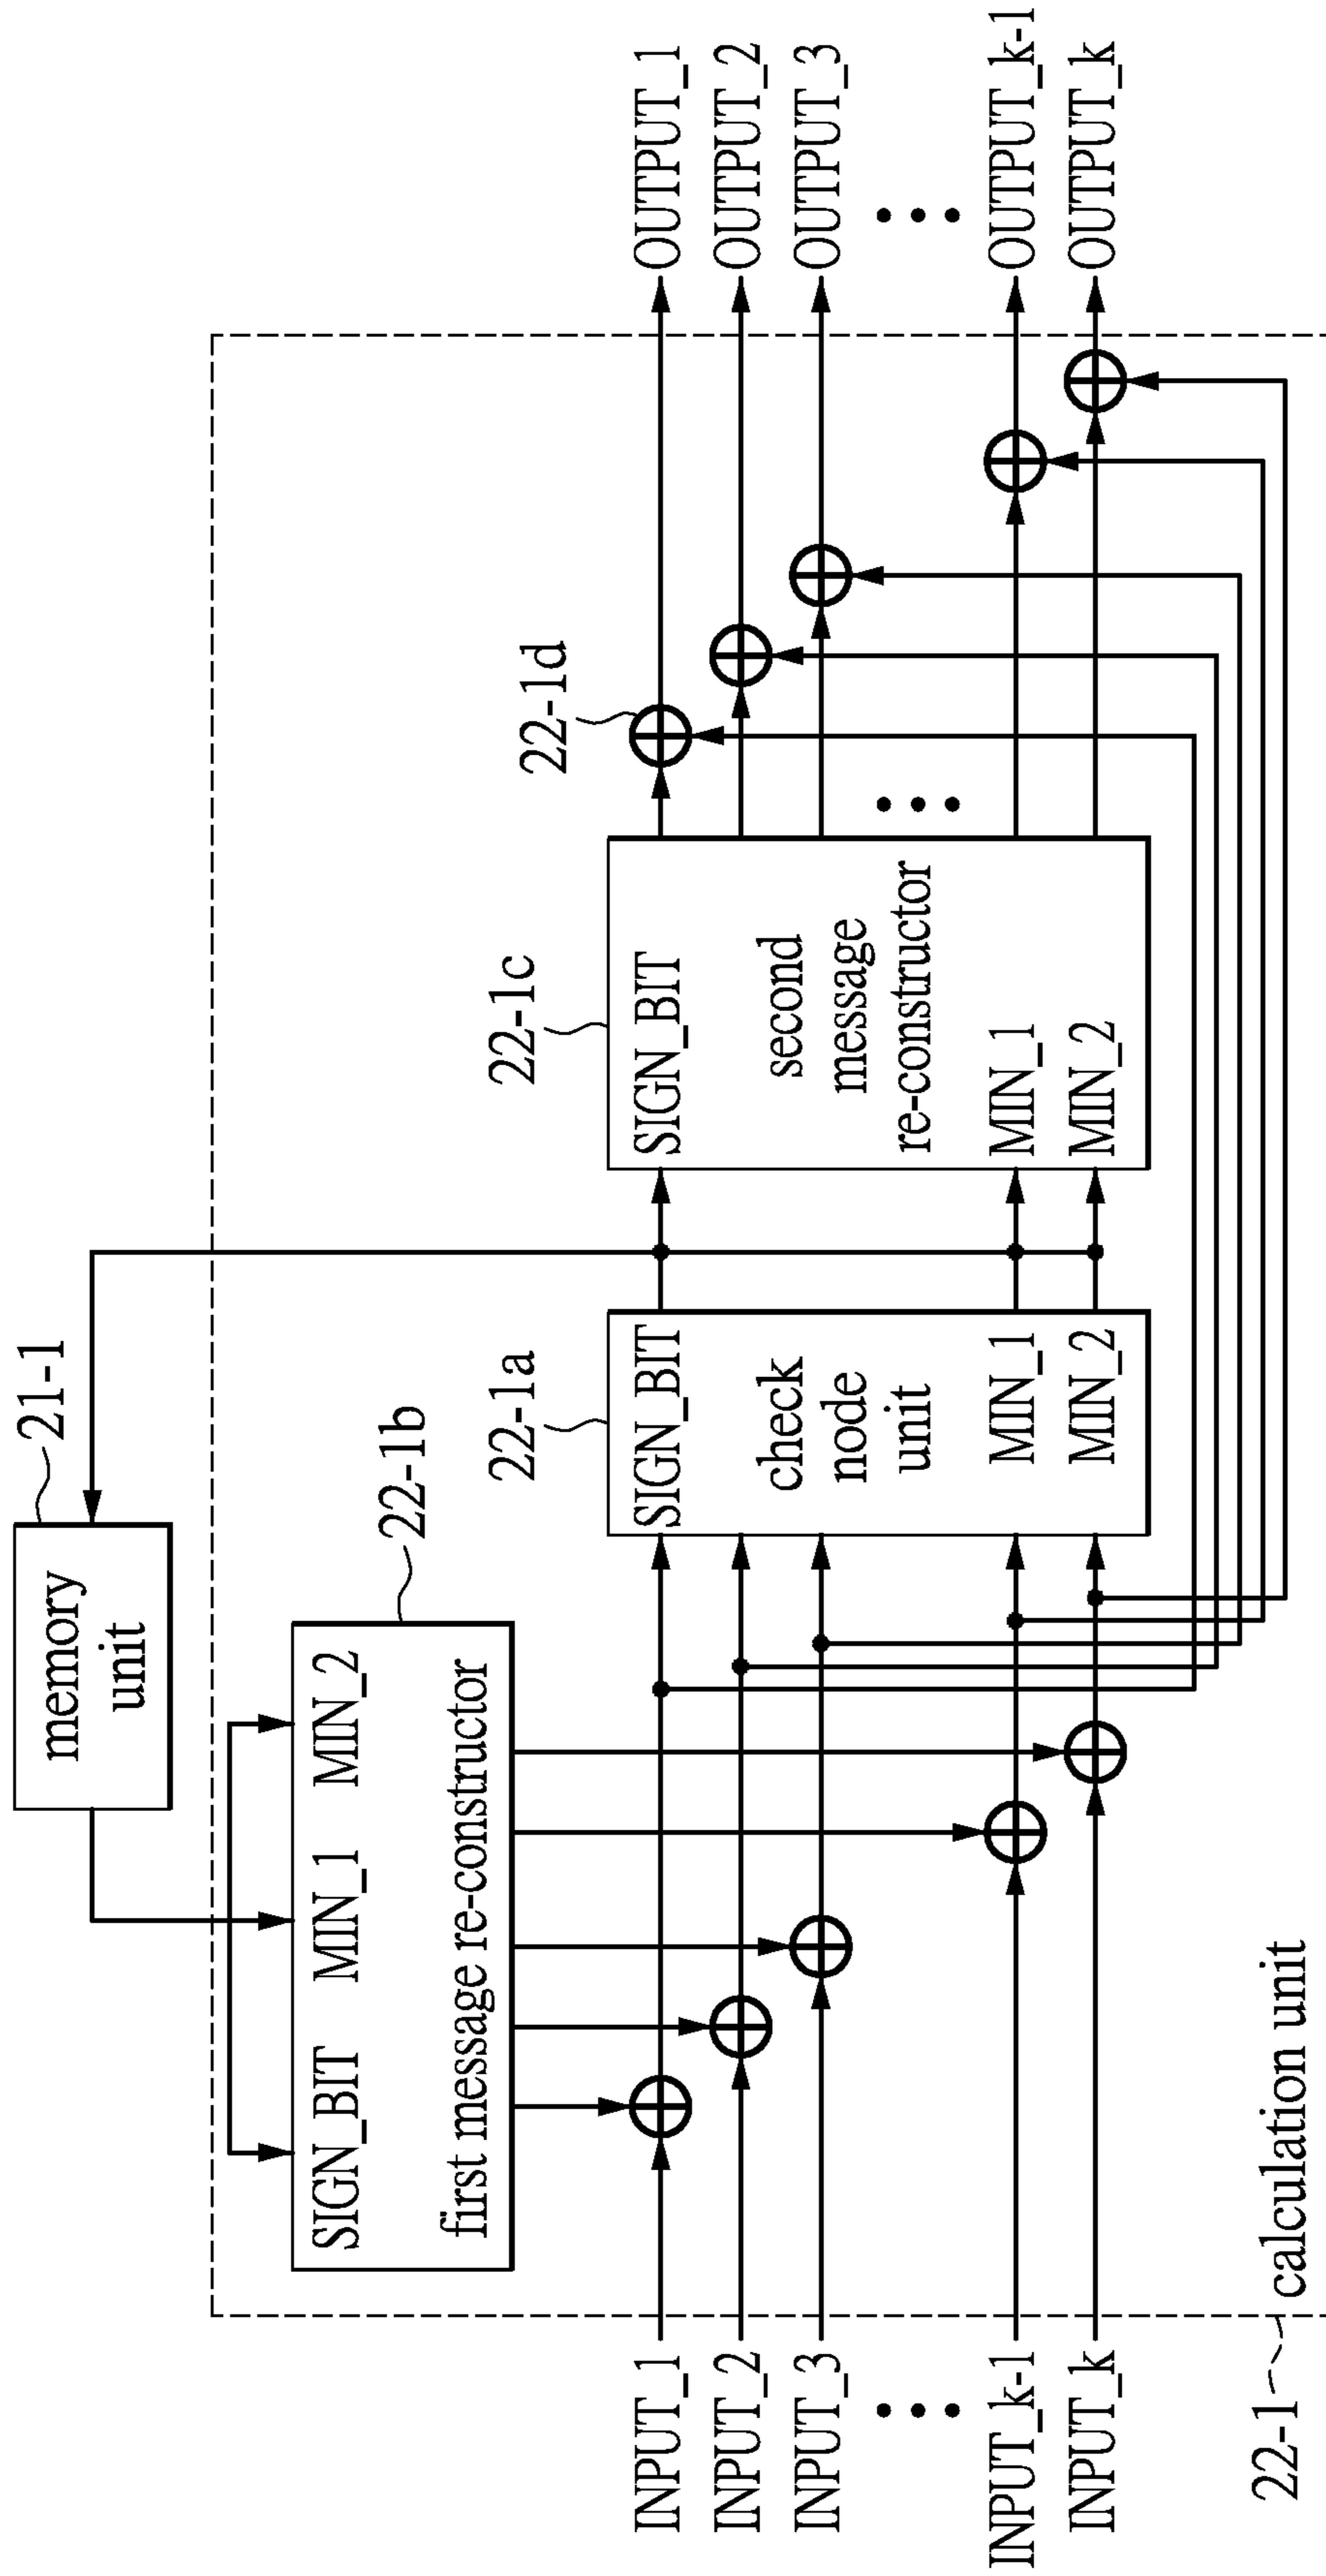 memory
unit
21-1
SIGN_BIT MIN_1 MIN_2
first message re-constructor
22-1b
INPUT_1
INPUT_2
INPUT_3
INPUT_k-1
INPUT_k
22-1a
SIGN_BIT
check
node
unit
MIN_1
MIN_2
22-1c
SIGN_BIT
second
message
re-constructor
MIN_1
MIN_2
22-1d
OUTPUT_1
OUTPUT_2
OUTPUT_3
OUTPUT_k-1
OUTPUT_k
22-1 calculation unit